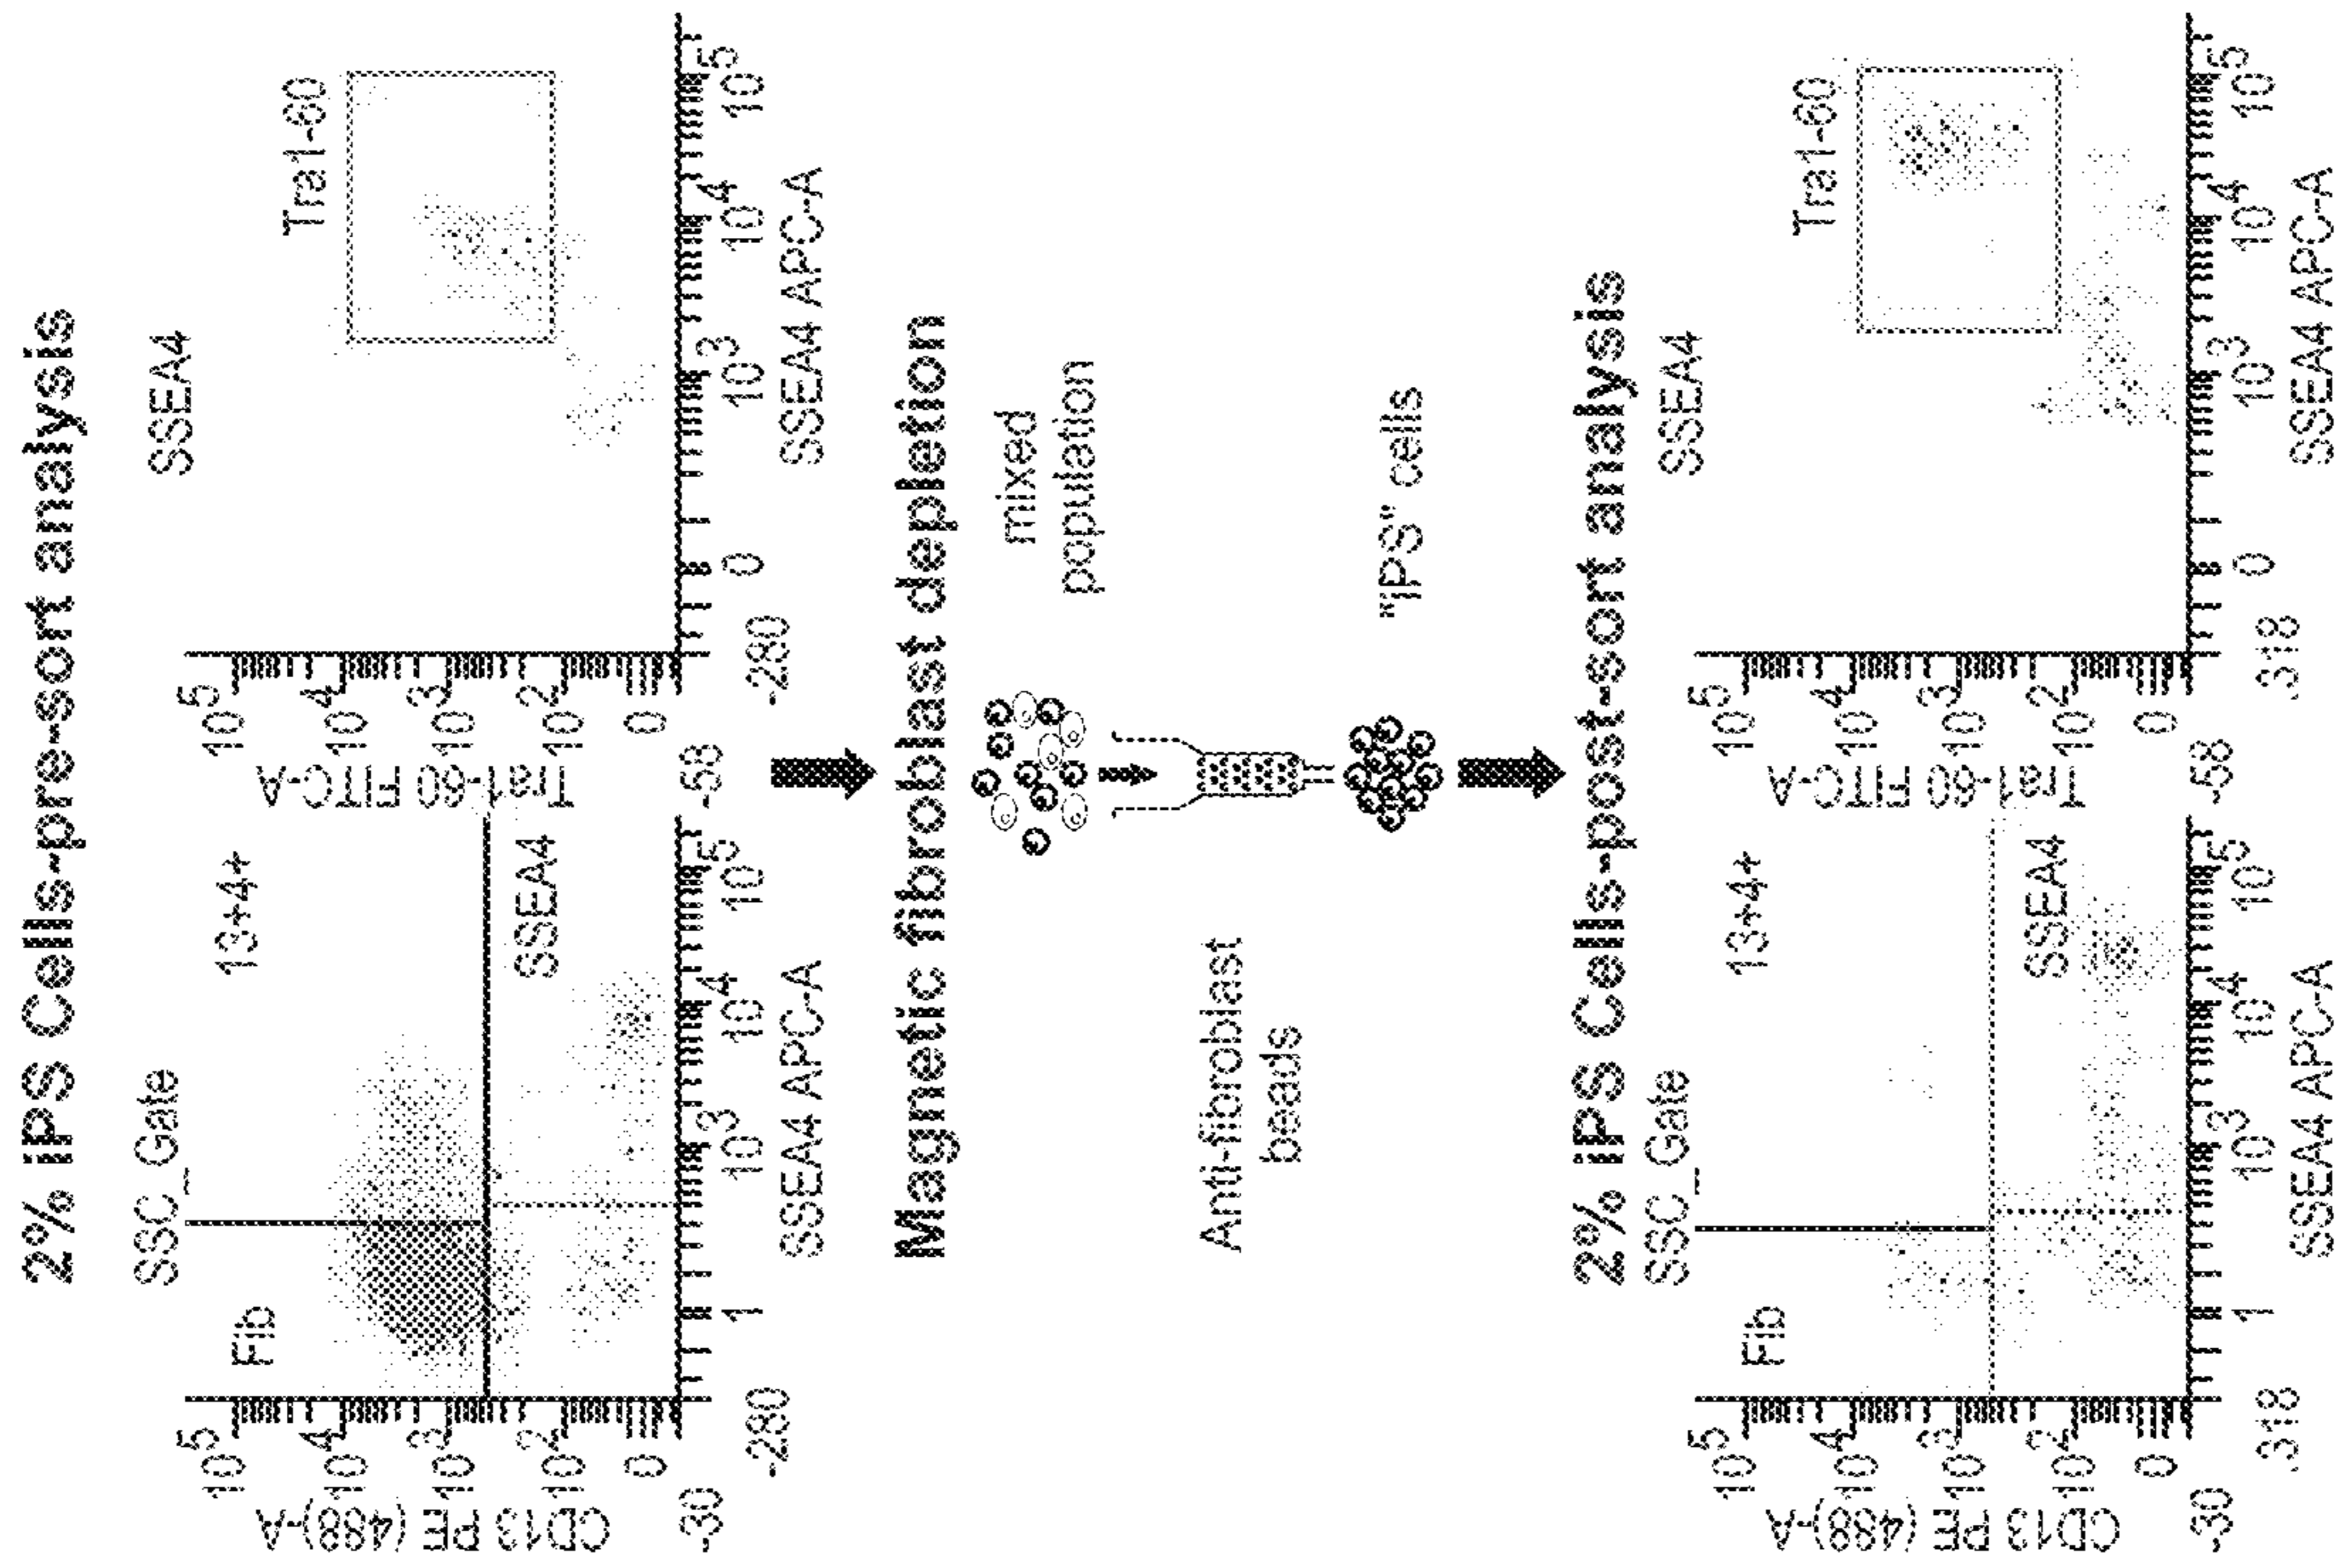 2% iPS Cells-pre-sort analysis
SSC_Gate
Fib
13+4+
SSEA4
CD13 PE (488)-A
10^5
10^4
10^3
10^2
0
-30
-280
1
10^3
10^4
10^5
SSEA4 APC-A
SSEA4
Tra1-60
Tra1-60 FITC-A
10^5
10^4
10^3
10^2
0
-58
-280
0
10^3
10^4
10^5
SSEA4 APC-A
Magnetic fibroblast depletion
mixed
population
Anti-fibroblast
beads
"iPS" cells
2% iPS Cells-post-sort analysis
SSC_Gate
Fib
13+4+
SSEA4
CD13 PE (488)-A
10^5
10^4
10^3
10^2
0
-30
.318
1
10^3
10^4
10^5
SSEA4 APC-A
SSEA4
Tra1-60
Tra1-60 FITC-A
10^5
10^4
10^3
10^2
0
-58
.318
0
10^3
10^4
10^5
SSEA4 APC-A